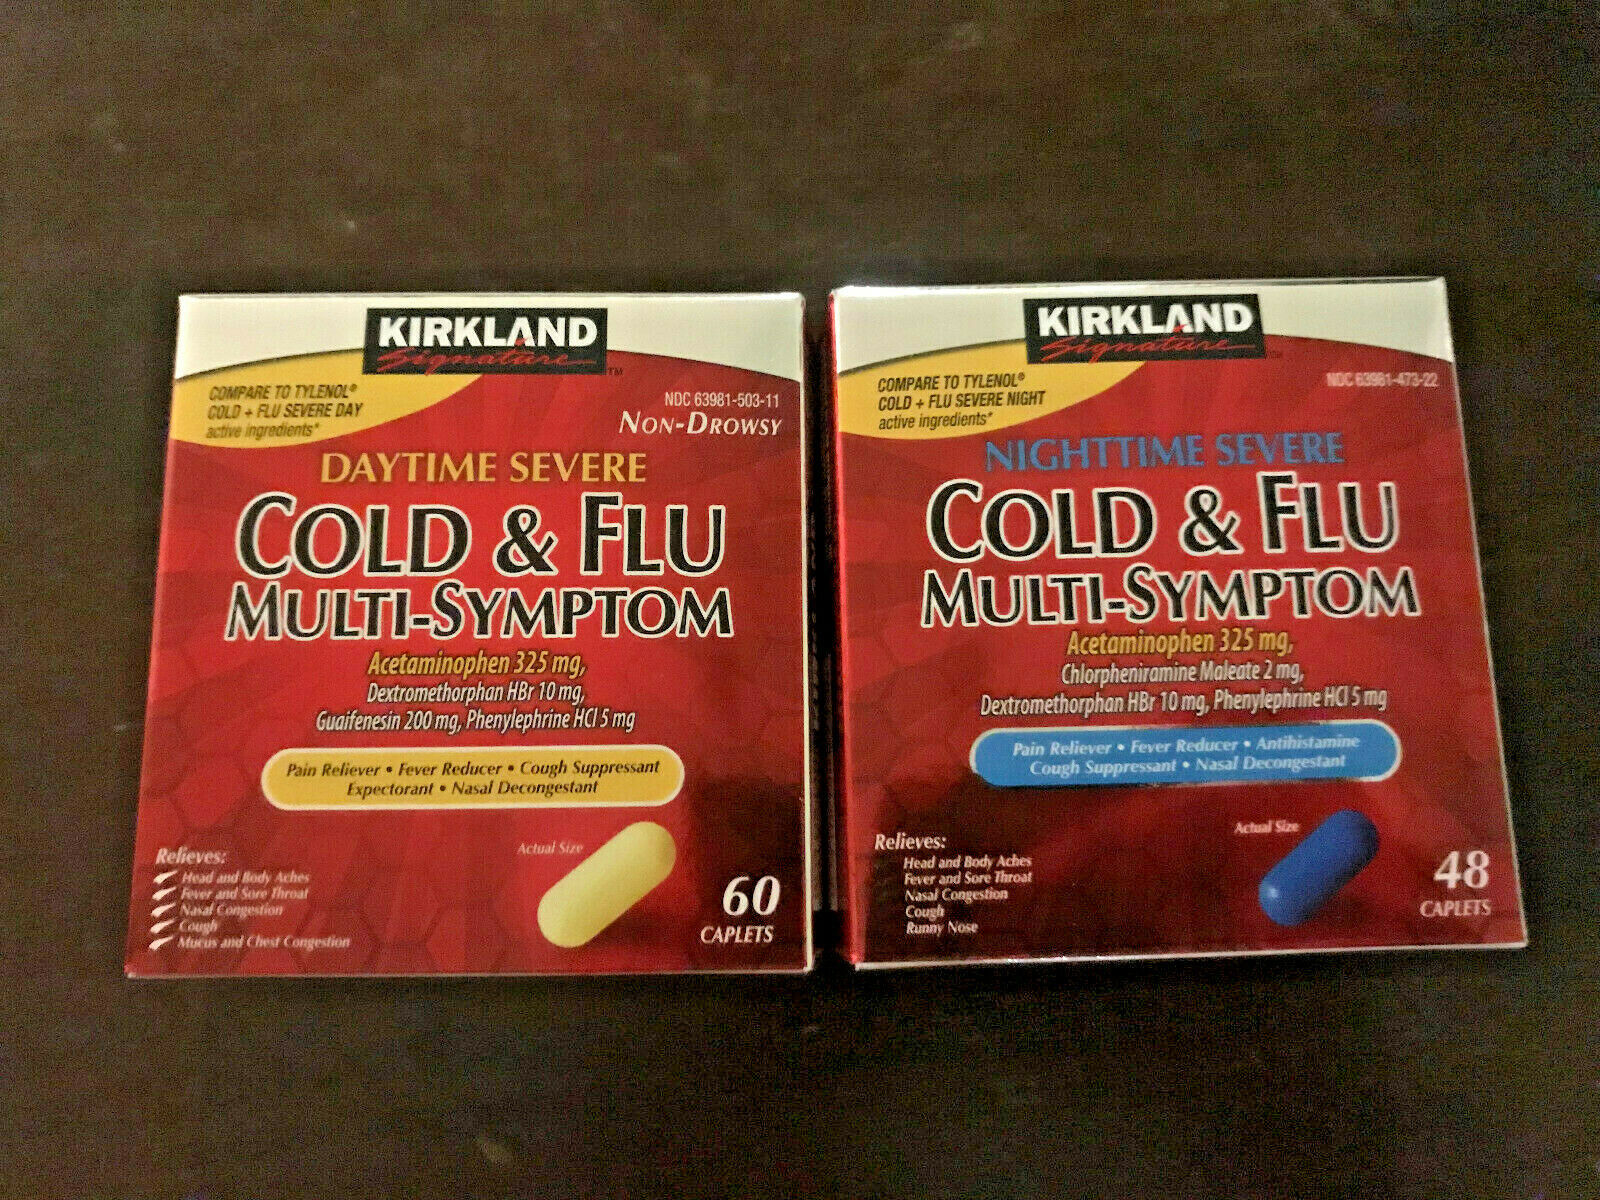 KIRKLAND
Signature™
COMPARE TO TYLENOL®
COLD + FLU SEVERE DAY
active ingredients*
NDC 63981-503-11
NON-DROWSY
DAYTIME SEVERE
COLD & FLU
MULTI-SYMPTOM
Acetaminophen 325 mg,
Dextromethorphan HBr 10 mg,
Guaifenesin 200 mg, Phenylephrine HCl 5 mg
Pain Reliever • Fever Reducer • Cough Suppressant
Expectorant • Nasal Decongestant
Relieves:
Head and Body Aches
Fever and Sore Throat
Nasal Congestion
Cough
Mucus and Chest Congestion
Actual Size
60
CAPLETS
KIRKLAND
Signature™
COMPARE TO TYLENOL®
COLD + FLU SEVERE NIGHT
active ingredients*
NDC 63981-473-22
NIGHTTIME SEVERE
COLD & FLU
MULTI-SYMPTOM
Acetaminophen 325 mg,
Chlorpheniramine Maleate 2 mg,
Dextromethorphan HBr 10 mg, Phenylephrine HCl 5 mg
Pain Reliever • Fever Reducer • Antihistamine
Cough Suppressant • Nasal Decongestant
Relieves:
Head and Body Aches
Fever and Sore Throat
Nasal Congestion
Cough
Runny Nose
Actual Size
48
CAPLETS